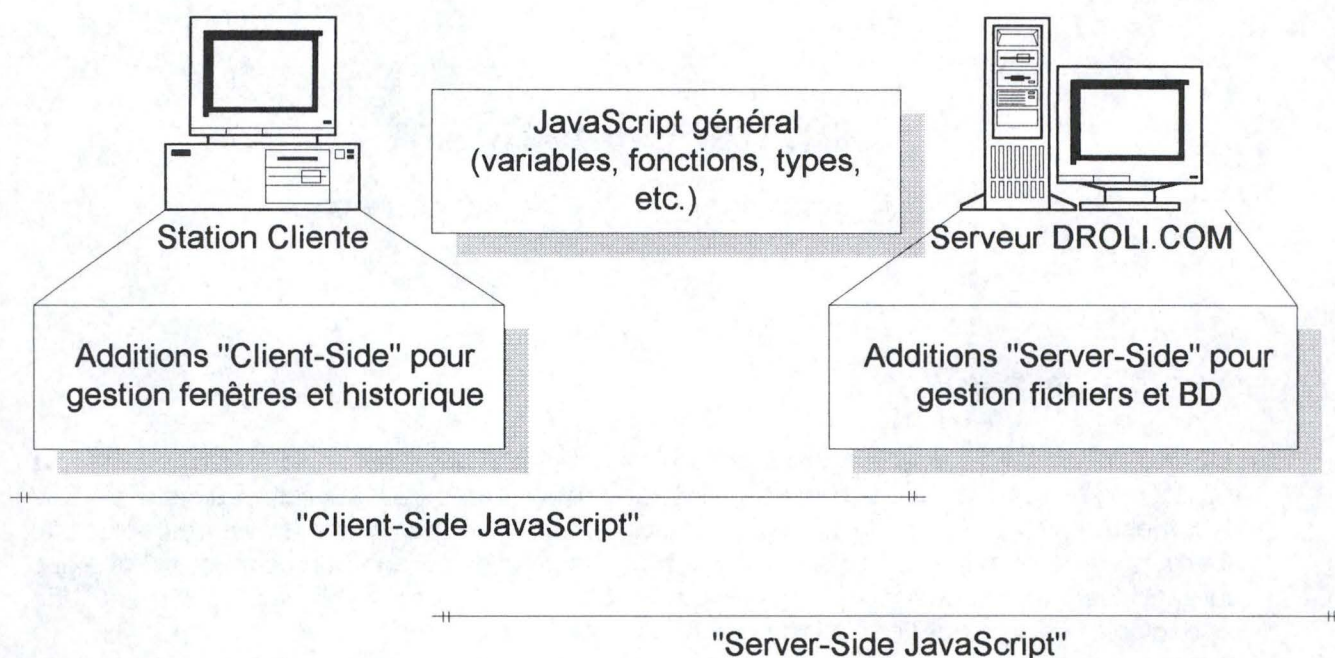 JavaScript général
(variables, fonctions, types,
etc.)
Station Cliente
Serveur DROLI.COM
Additions "Client-Side" pour
gestion fenêtres et historique
Additions "Server-Side" pour
gestion fichiers et BD
"Client-Side JavaScript"
"Server-Side JavaScript"